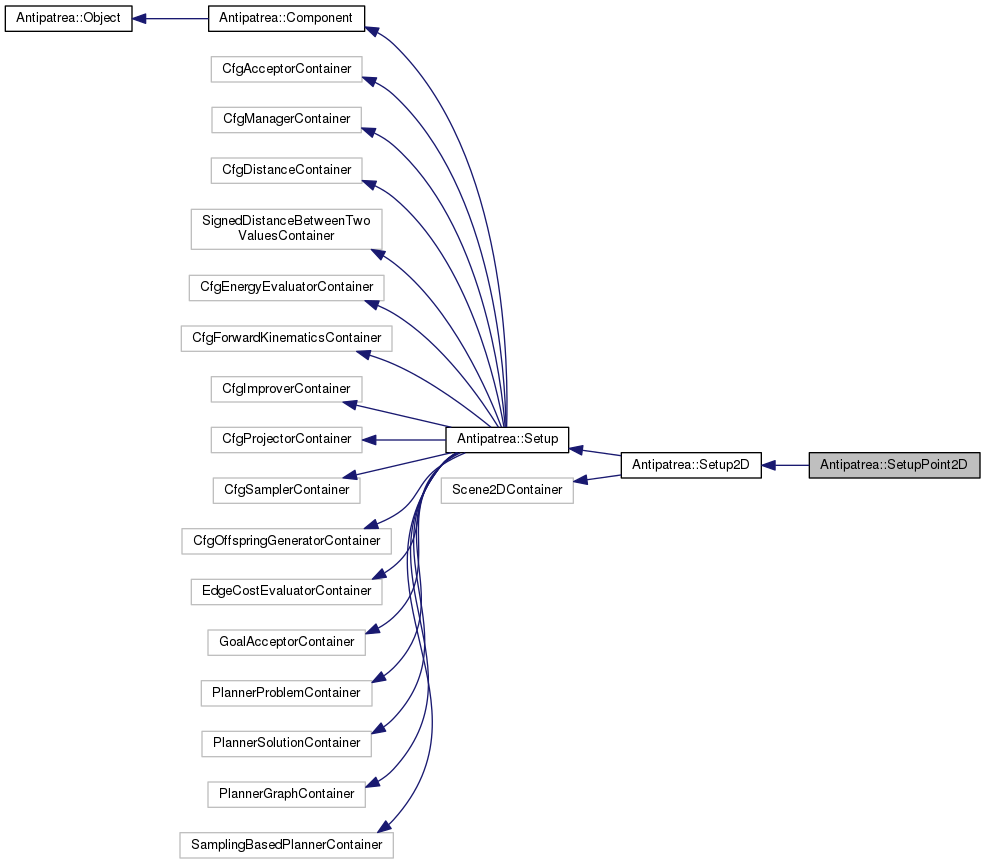 Antipatrea::Object
Antipatrea::Component
CfgAcceptorContainer
CfgManagerContainer
CfgDistanceContainer
SignedDistanceBetweenTwo
ValuesContainer
CfgEnergyEvaluatorContainer
CfgForwardKinematicsContainer
CfgImproverContainer
CfgProjectorContainer
CfgSamplerContainer
CfgOffspringGeneratorContainer
EdgeCostEvaluatorContainer
GoalAcceptorContainer
PlannerProblemContainer
PlannerSolutionContainer
PlannerGraphContainer
SamplingBasedPlannerContainer
Antipatrea::Setup
Scene2DContainer
Antipatrea::Setup2D
Antipatrea::SetupPoint2D